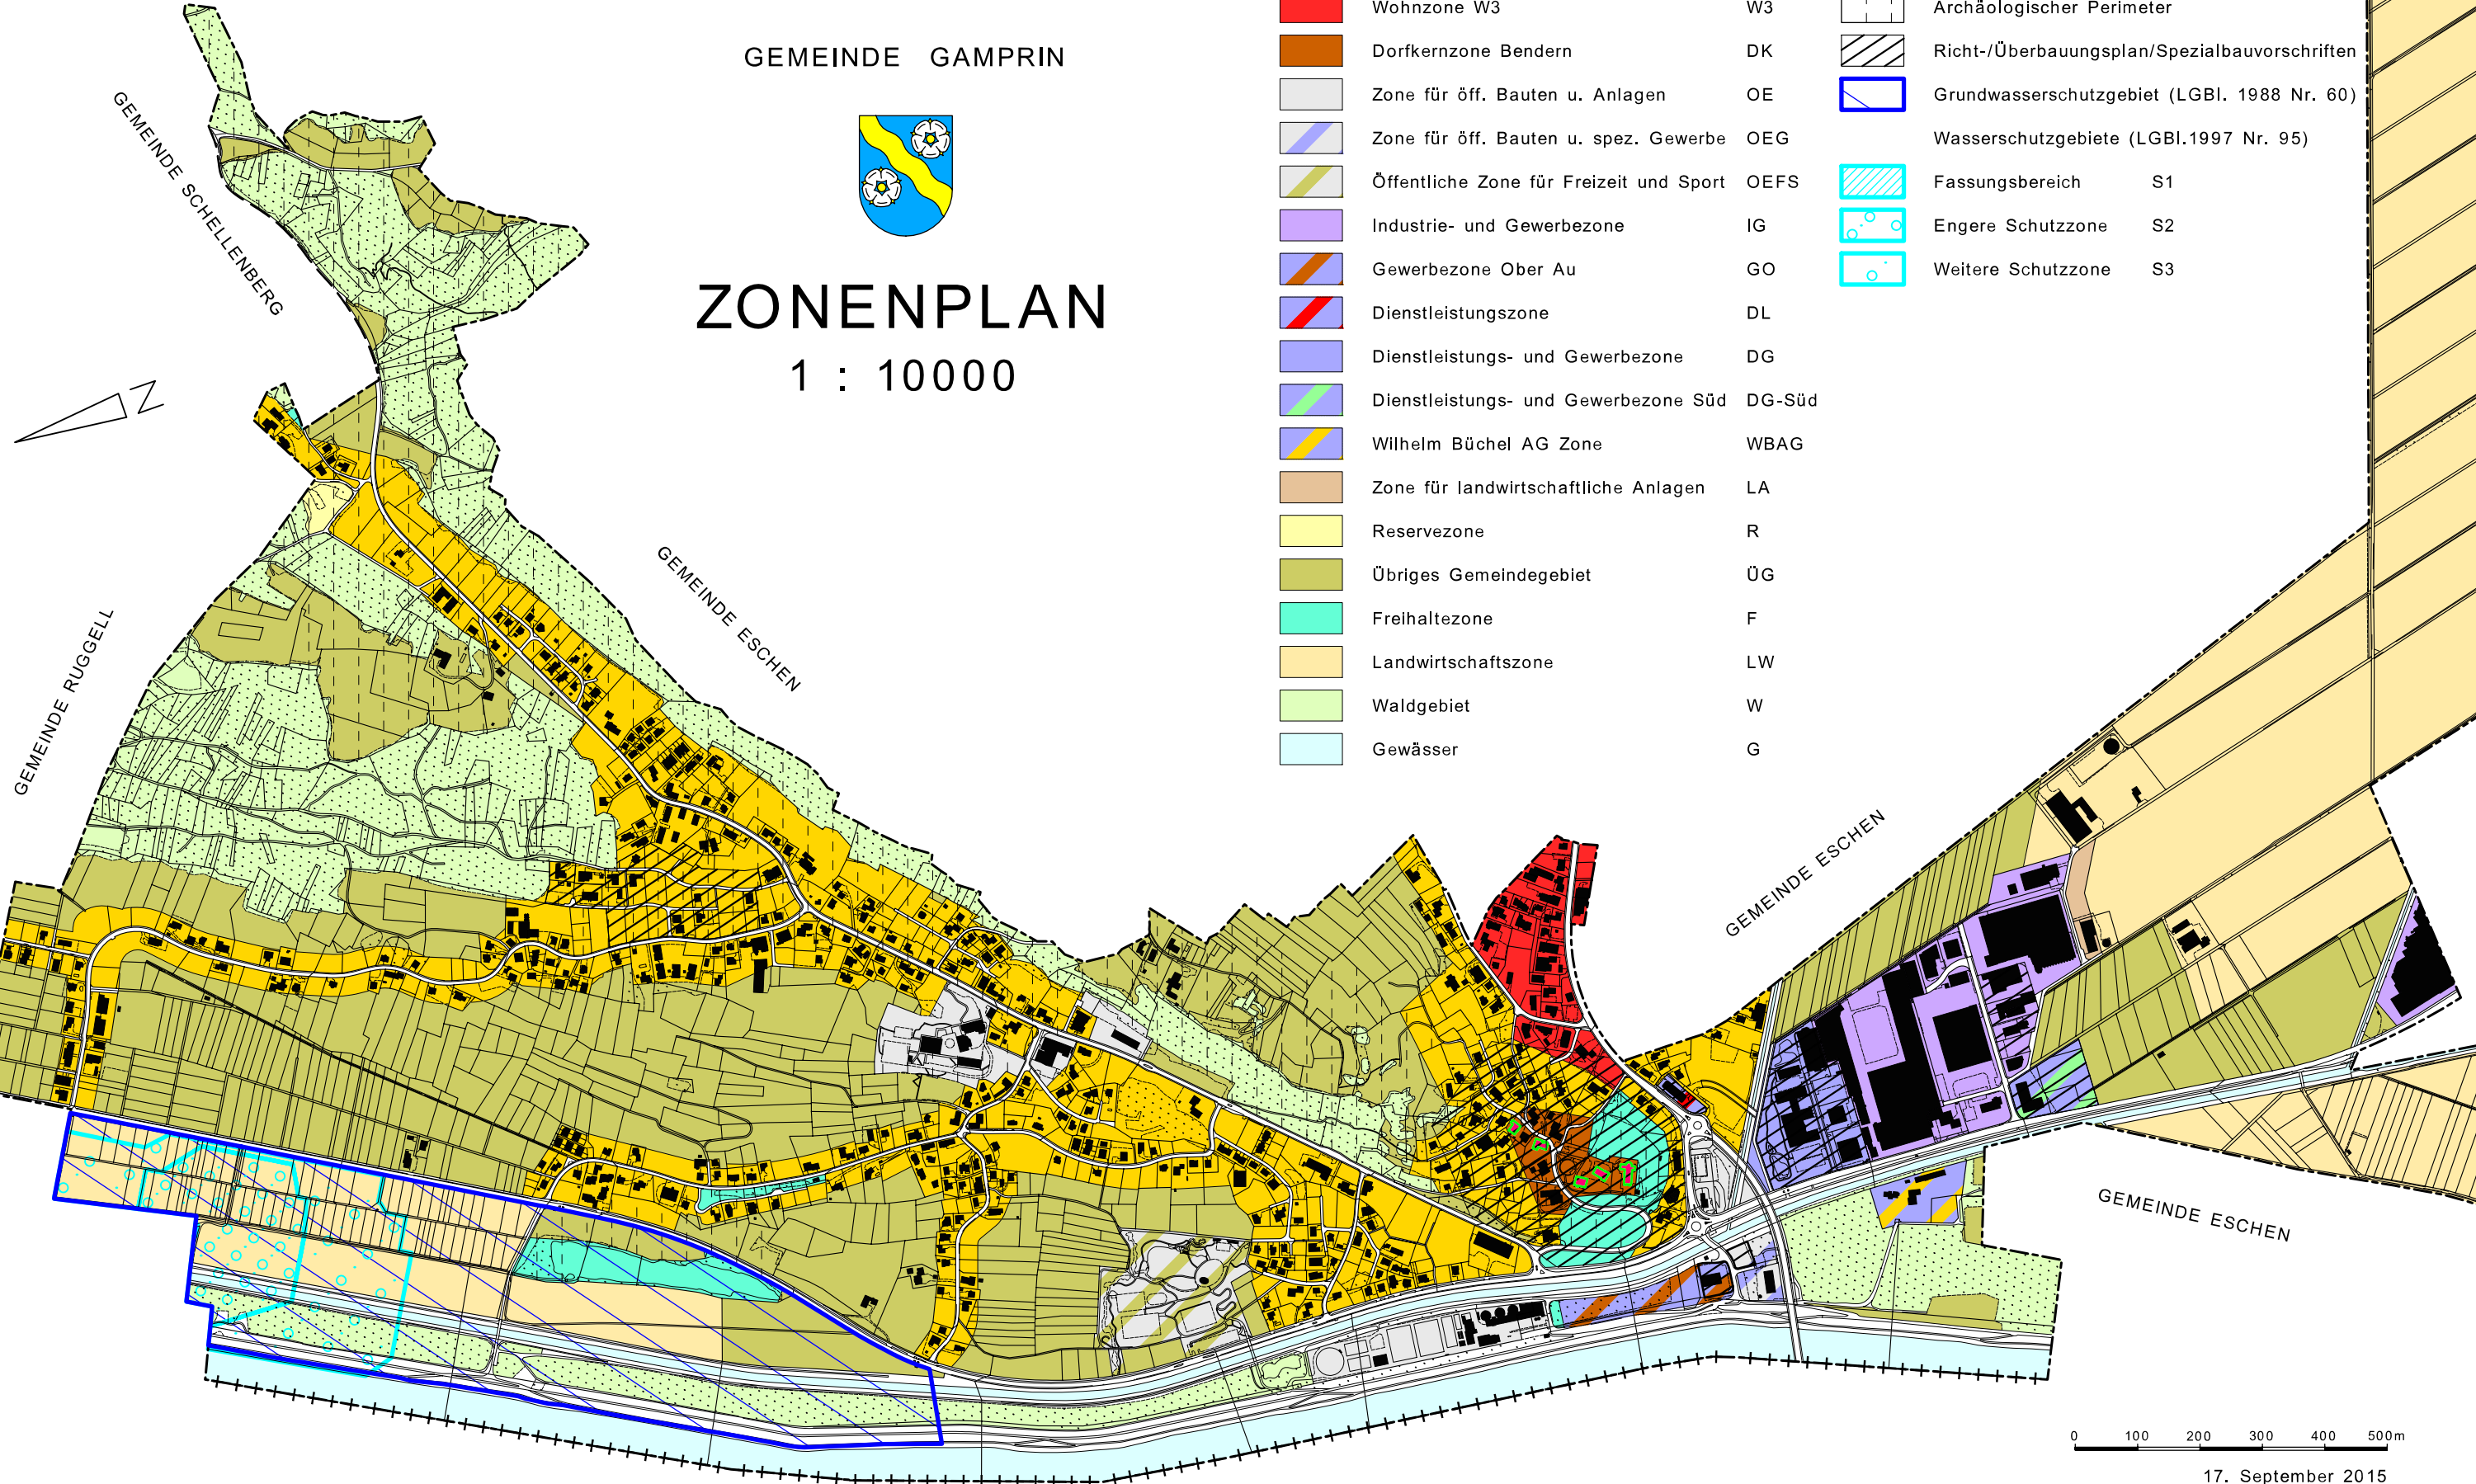 GEMEINDE GAMPRIN
ZONENPLAN
1 : 10000
N
GEMEINDE SCHELLENBERG
GEMEINDE RUGGELL
GEMEINDE ESCHEN
GEMEINDE ESCHEN
GEMEINDE ESCHEN
Wohnzone W3 W3
Dorfkernzone Bendern DK
Zone für öff. Bauten u. Anlagen OE
Zone für öff. Bauten u. spez. Gewerbe OEG
Öffentliche Zone für Freizeit und Sport OEFS
Industrie- und Gewerbezone IG
Gewerbezone Ober Au GO
Dienstleistungszone DL
Dienstleistungs- und Gewerbezone DG
Dienstleistungs- und Gewerbezone Süd DG-Süd
Wilhelm Büchel AG Zone WBAG
Zone für landwirtschaftliche Anlagen LA
Reservezone R
Übriges Gemeindegebiet ÜG
Freihaltezone F
Landwirtschaftszone LW
Waldgebiet W
Gewässer G
Archäologischer Perimeter
Richt-/Überbauungsplan/Spezialbauvorschriften
Grundwasserschutzgebiet (LGBl. 1988 Nr. 60)
Wasserschutzgebiete (LGBl.1997 Nr. 95)
Fassungsbereich S1
Engere Schutzzone S2
Weitere Schutzzone S3
0 100 200 300 400 500m
17. September 2015